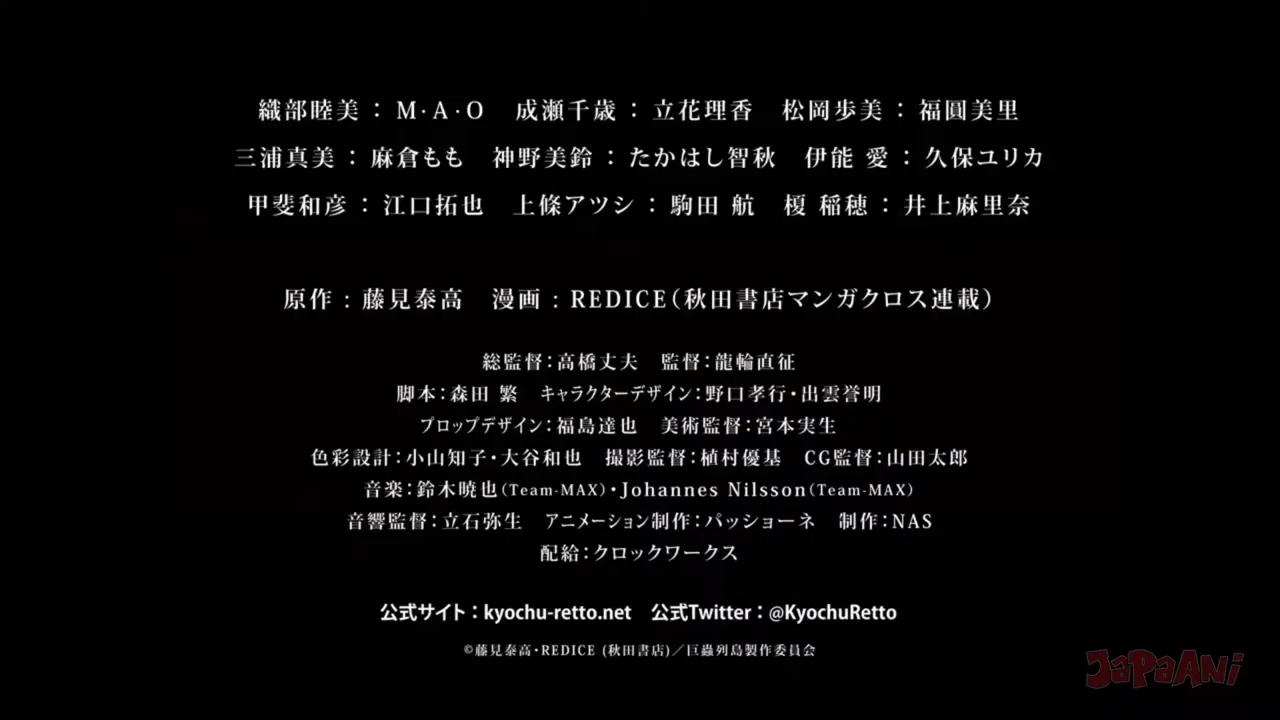 織部睦美：M・A・O　成瀬千歳：立花理香　松岡歩美：福圓美里
三浦真美：麻倉もも　神野美鈴：たかはし智秋　伊能 愛：久保ユリカ
甲斐和彦：江口拓也　上條アツシ：駒田 航　榎 稲穂：井上麻里奈
原作：藤見泰高　漫画：REDICE（秋田書店マンガクロス連載）
総監督：高橋丈夫　監督：龍輪直征
脚本：森田 繁　キャラクターデザイン：野口孝行・出雲誉明
プロップデザイン：福島達也　美術監督：宮本実生
色彩設計：小山知子・大谷和也　撮影監督：植村優基　CG監督：山田太郎
音楽：鈴木暁也（Team-MAX）・Johannes Nilsson（Team-MAX）
音響監督：立石弥生　アニメーション制作：パッショーネ　制作：NAS
配給：クロックワークス
公式サイト：kyochu-retto.net　公式Twitter：@KyochuRetto
©藤見泰高・REDICE (秋田書店)／巨蟲列島製作委員会
JaPaANi